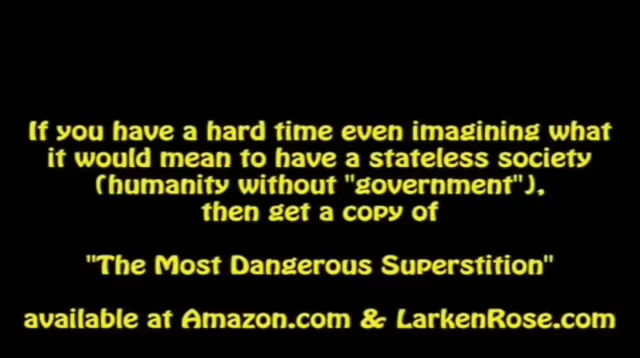 If you have a hard time even imagining what
it would mean to have a stateless society
(humanity without "government"),
then get a copy of
"The Most Dangerous Superstition"
available at Amazon.com & LarkenRose.com